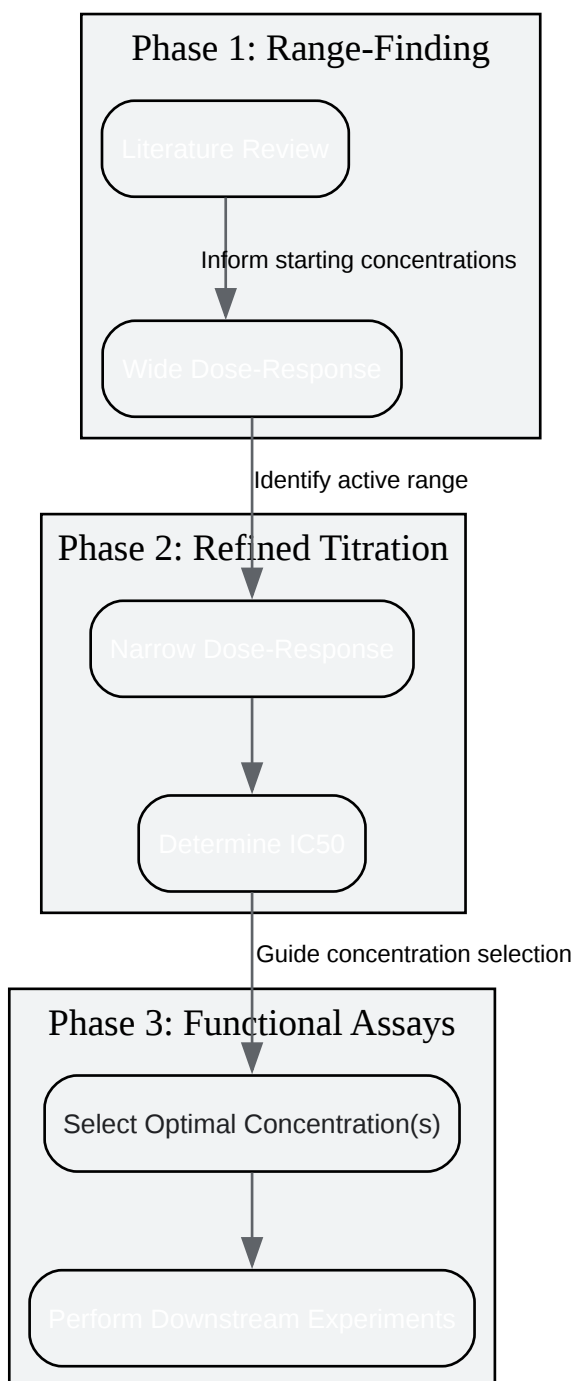 Phase 1: Range-Finding
Literature Review
Inform starting concentrations
Wide Dose-Response
Identify active range
Phase 2: Refined Titration
Narrow Dose-Response
Determine IC50
Guide concentration selection
Phase 3: Functional Assays
Select Optimal Concentration(s)
Perform Downstream Experiments